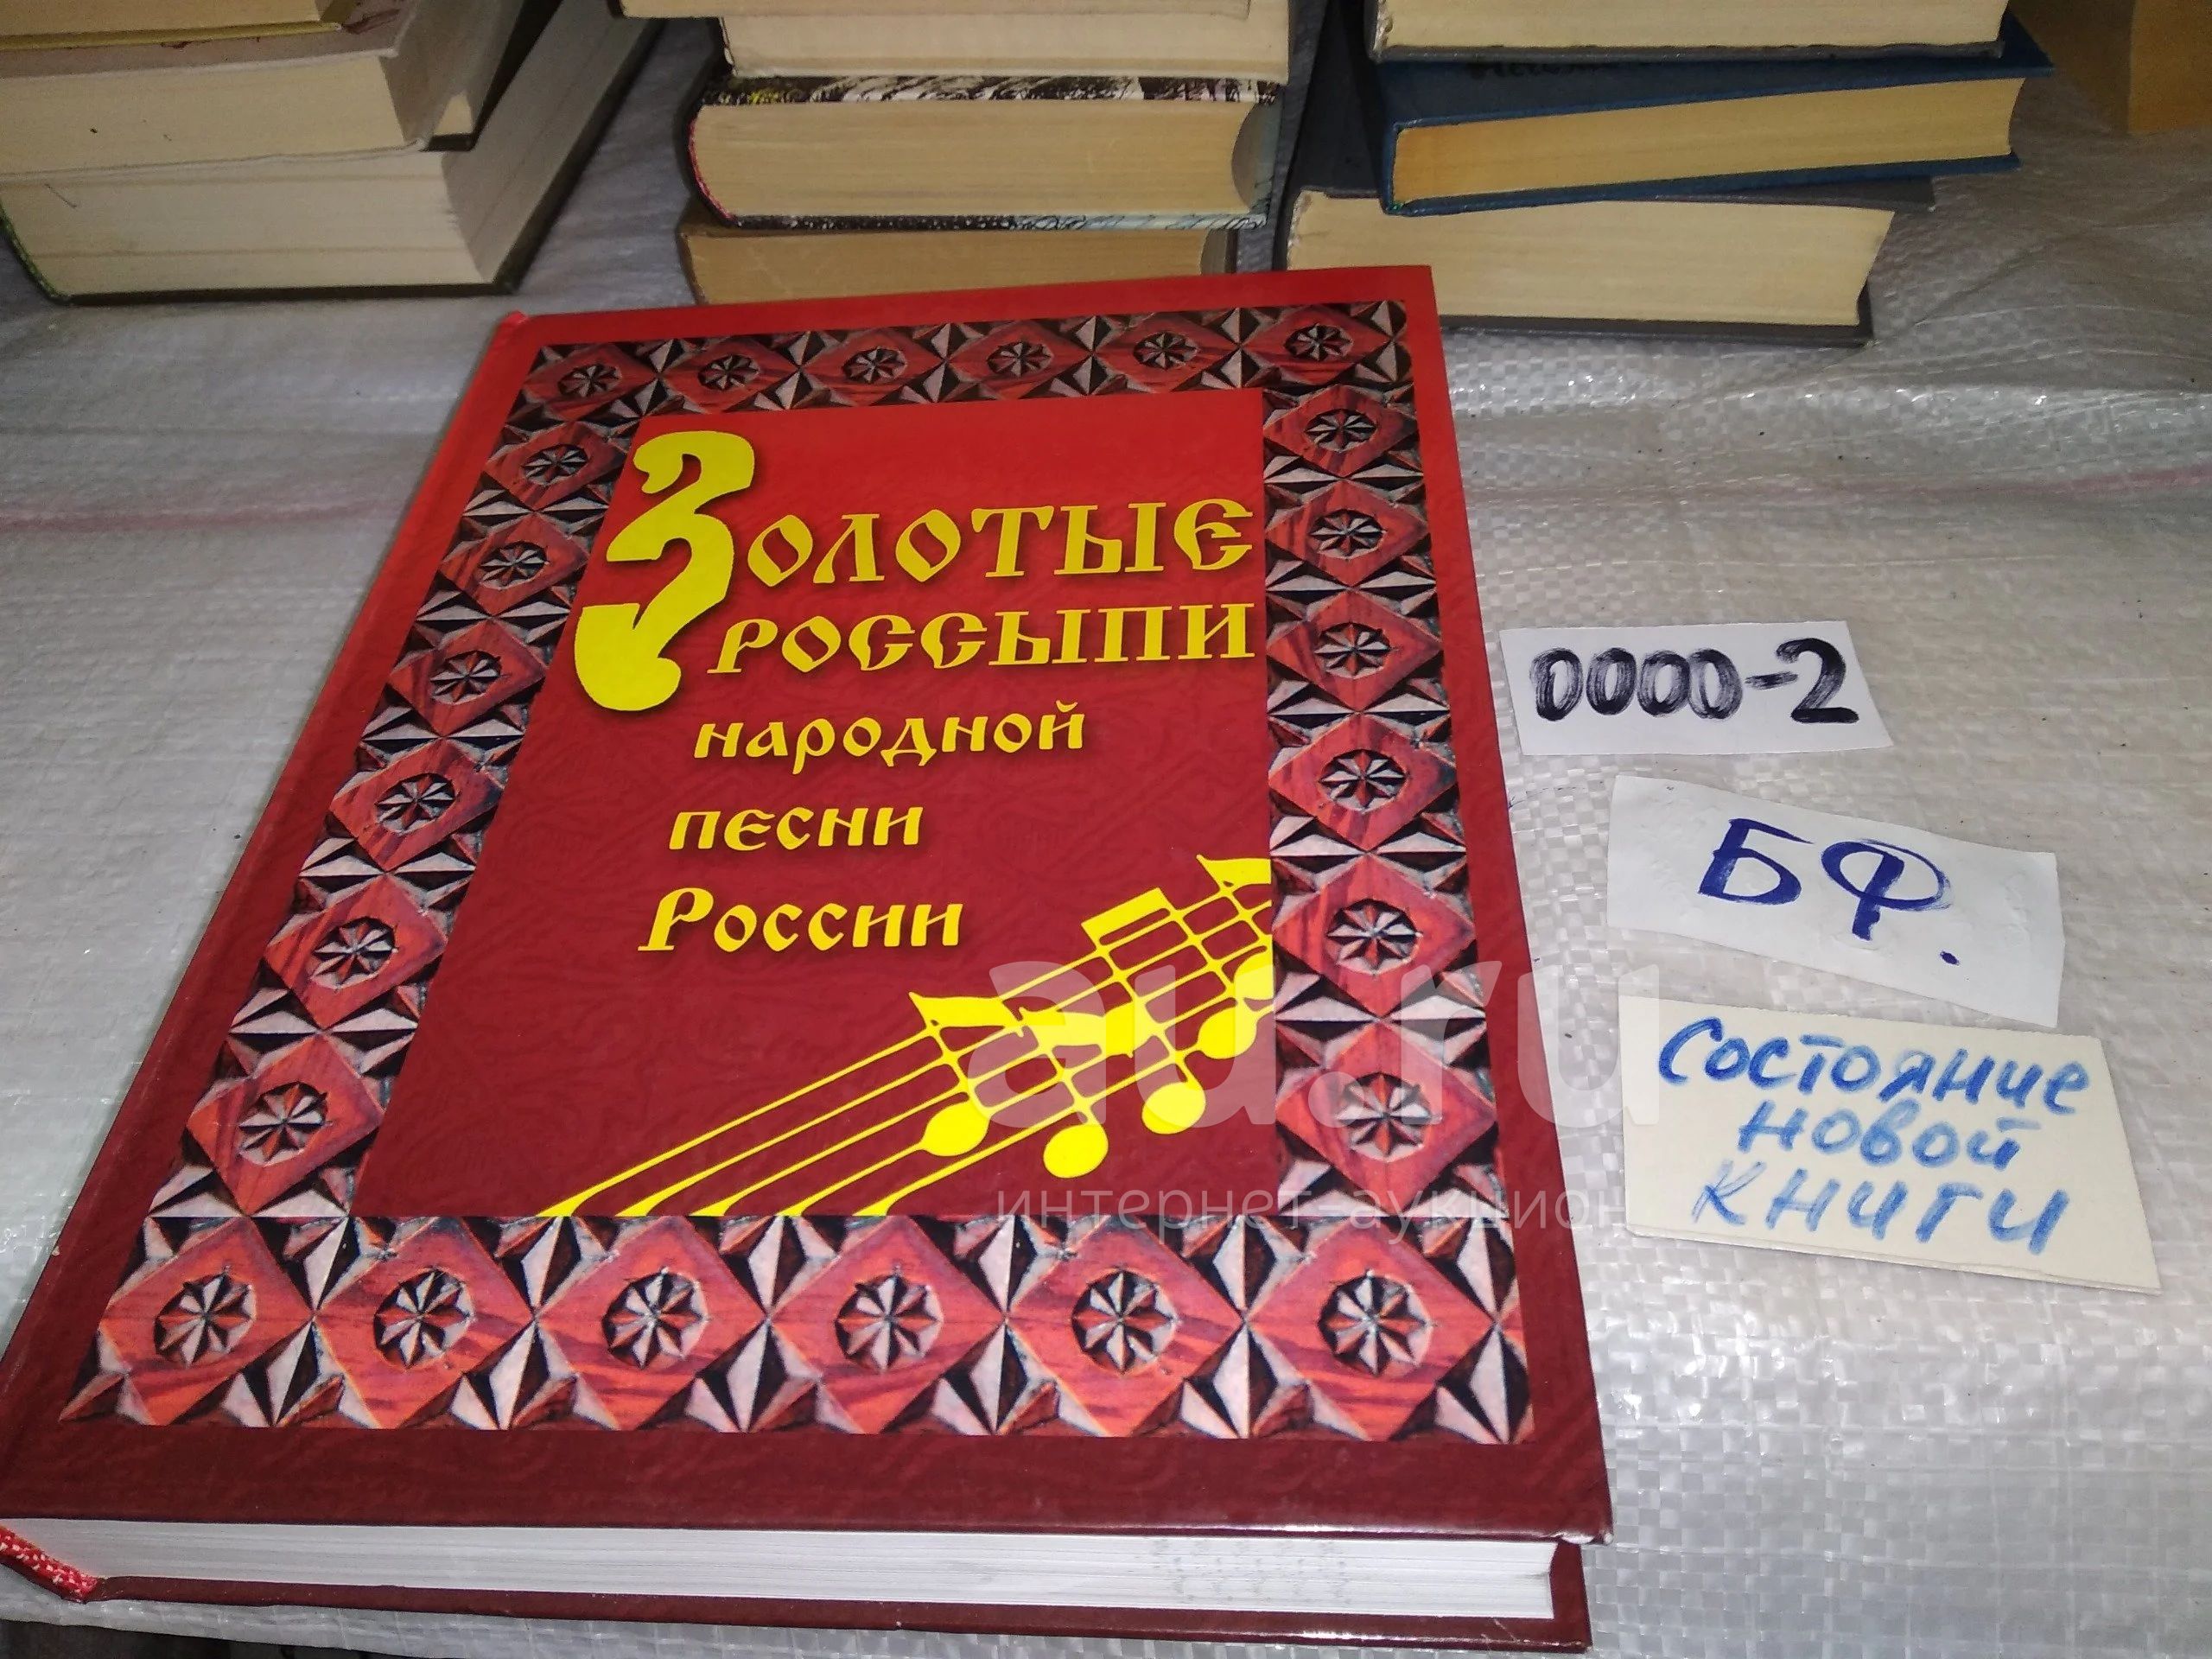 Золотые
россыпи
народной
песни
России
0000-2
БФ.
Состояние
новой
книги
au.ru
интернет-аукцион